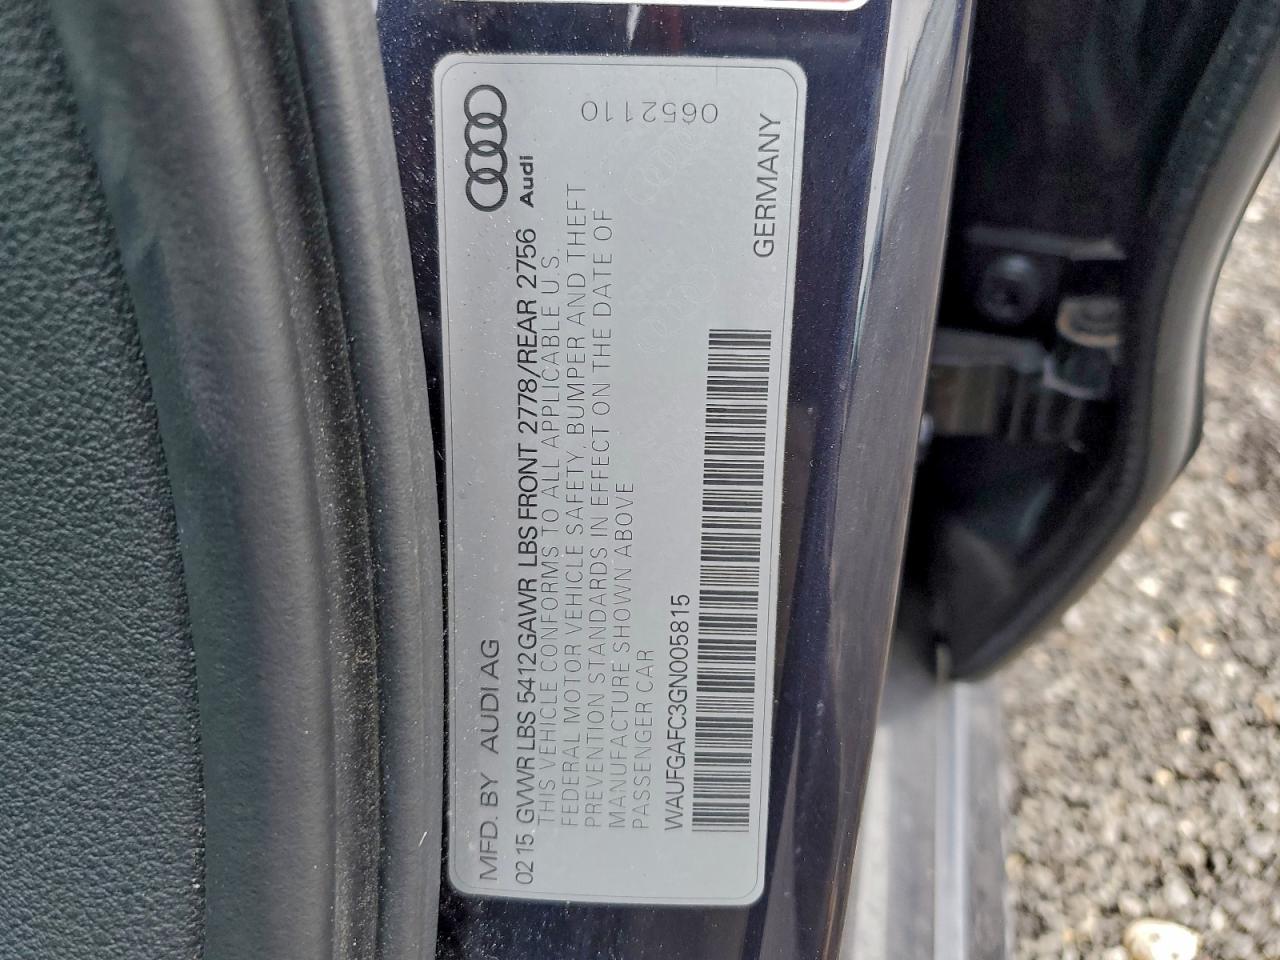 MFD. BY AUDI AG
Audi
0215 GVWR LBS 5412 GAWR LBS FRONT 2778/REAR 2756
THIS VEHICLE CONFORMS TO ALL APPLICABLE U.S.
FEDERAL MOTOR VEHICLE SAFETY, BUMPER AND THEFT
PREVENTION STANDARDS IN EFFECT ON THE DATE OF
MANUFACTURE SHOWN ABOVE
PASSENGER CAR
WAUFGAFC3GN005815
GERMANY
0652110